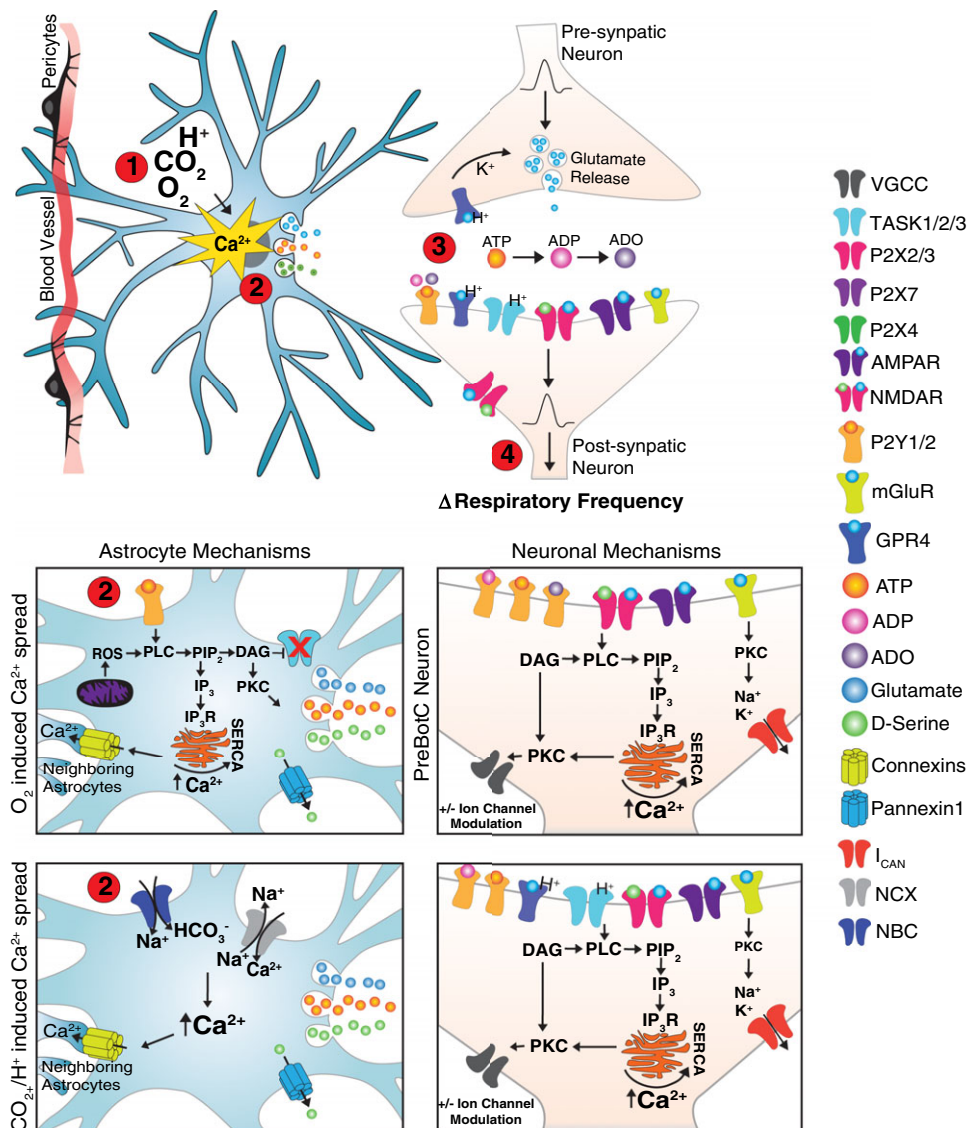 Pericytes
Blood Vessel
1
H+
CO2
O2
Ca2+
2
Pre-synpatic
Neuron
K+
Glutamate
Release
H+
3
ATP
ADP
ADO
H+
H+
4
Post-synpatic
Neuron
Δ Respiratory Frequency
VGCC
TASK1/2/3
P2X2/3
P2X7
P2X4
AMPAR
NMDAR
P2Y1/2
mGluR
GPR4
ATP
ADP
ADO
Glutamate
D-Serine
Connexins
Pannexin1
ICAN
NCX
NBC
Astrocyte Mechanisms
Neuronal Mechanisms
O2 induced Ca2+ spread
2
ROS
PLC
PIP2
DAG
X
IP3
PKC
IP3R
SERCA
Ca2+
Neighboring
Astrocytes
↑Ca2+
PreBotC Neuron
DAG
PLC
PIP2
PKC
IP3
Na+
K+
IP3R
PKC
SERCA
+/- Ion Channel
Modulation
↑Ca2+
CO2+/H+ induced Ca2+ spread
2
Na+
HCO3-
Na+
Na+
Ca2+
↑Ca2+
Ca2+
Neighboring
Astrocytes
H+
H+
DAG
PLC
PIP2
PKC
IP3
Na+
K+
IP3R
PKC
SERCA
+/- Ion Channel
Modulation
↑Ca2+